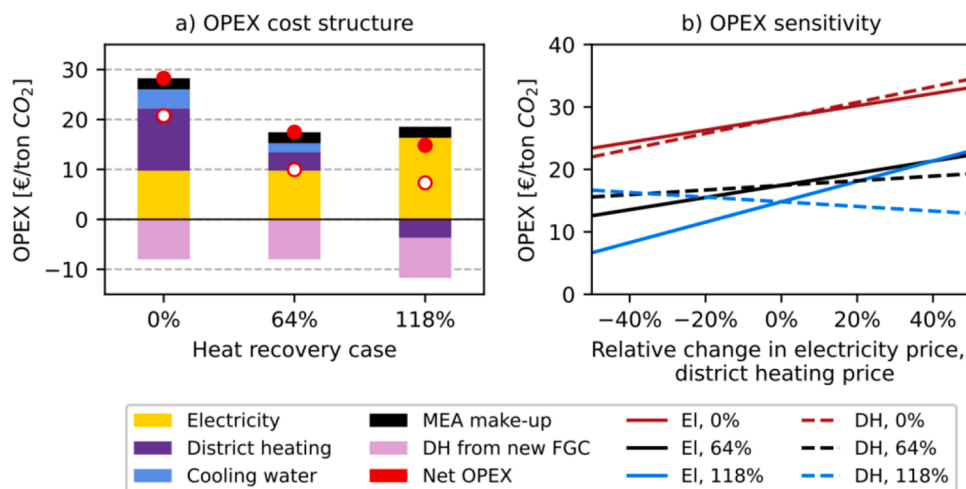 a) OPEX cost structure
OPEX [€/ton CO2]
30
20
10
0
−10
0%
64%
118%
Heat recovery case
b) OPEX sensitivity
OPEX [€/ton CO2]
40
30
20
10
0
−40%
−20%
0%
20%
40%
Relative change in electricity price,
district heating price
Electricity
District heating
Cooling water
MEA make-up
DH from new FGC
Net OPEX
El, 0%
El, 64%
El, 118%
DH, 0%
DH, 64%
DH, 118%